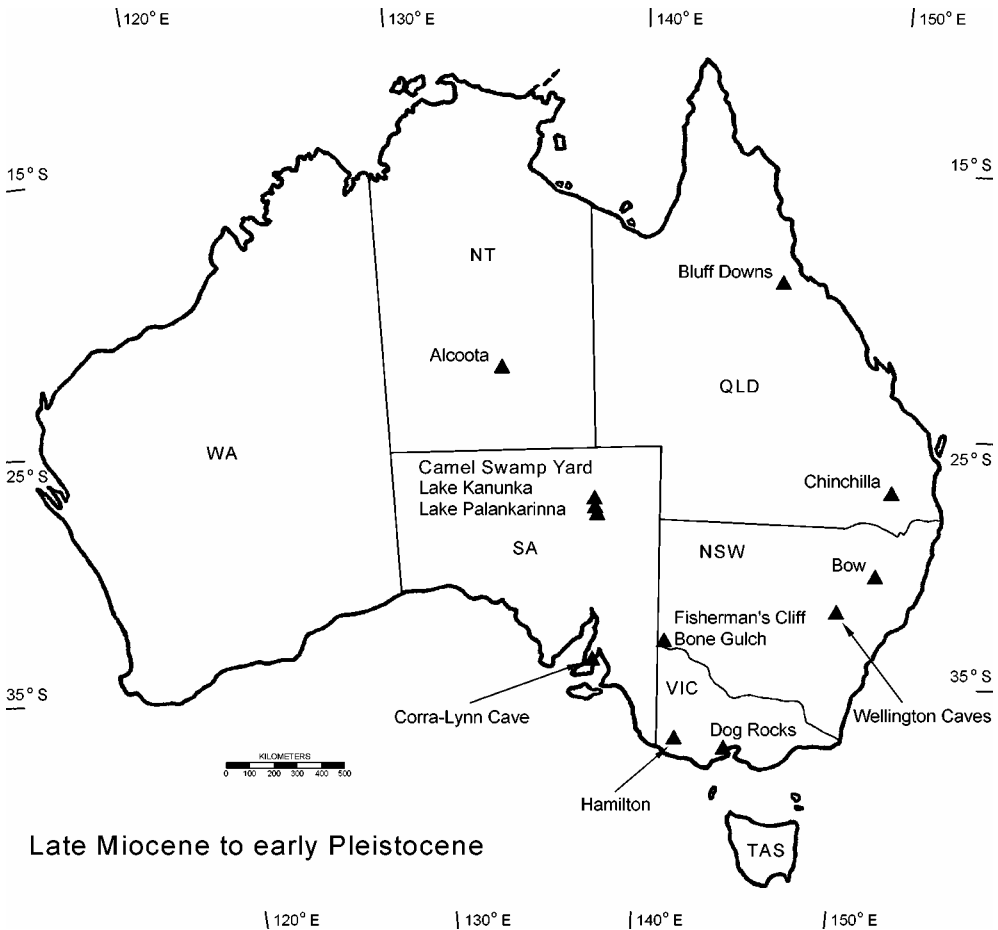 120° E
130° E
140° E
150° E
15° S
15° S
NT
Bluff Downs
Alcoota
QLD
WA
25° S
25° S
Camel Swamp Yard
Lake Kanunka
Lake Palankarinna
Chinchilla
SA
NSW
Bow
Fisherman's Cliff
Bone Gulch
35° S
35° S
VIC
Corra-Lynn Cave
Wellington Caves
Dog Rocks
KILOMETERS
0 100 200 300 400 500
Hamilton
Late Miocene to early Pleistocene
TAS
120° E
130° E
140° E
150° E